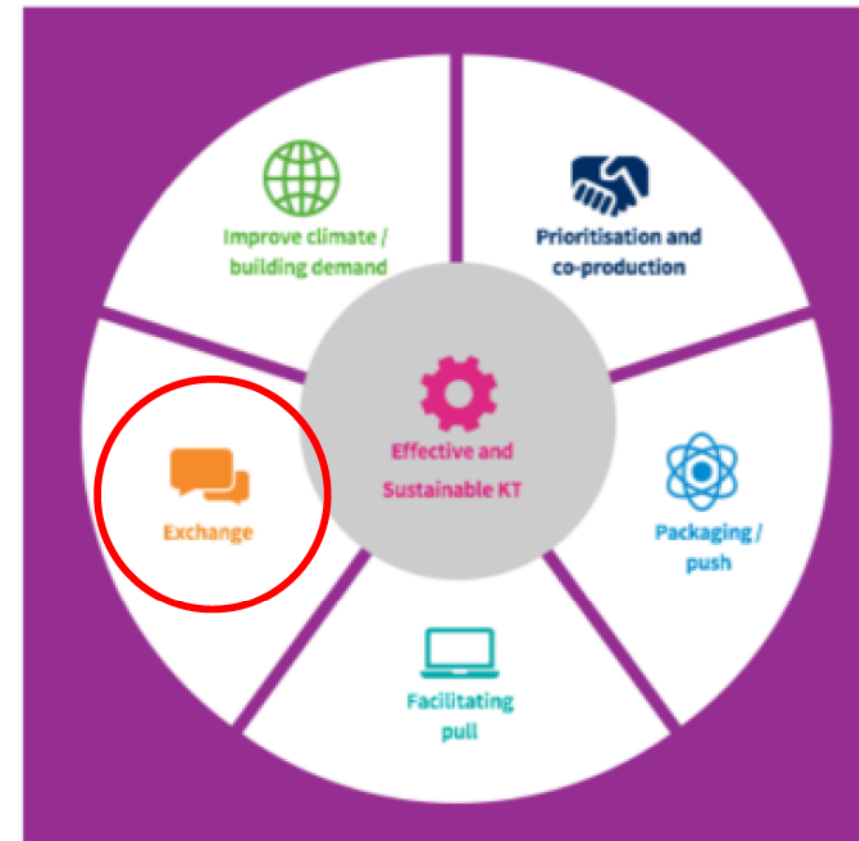 Improve climate /
building demand
Prioritisation and
co-production
Effective and
Sustainable KT
Exchange
Packaging /
push
Facilitating
pull